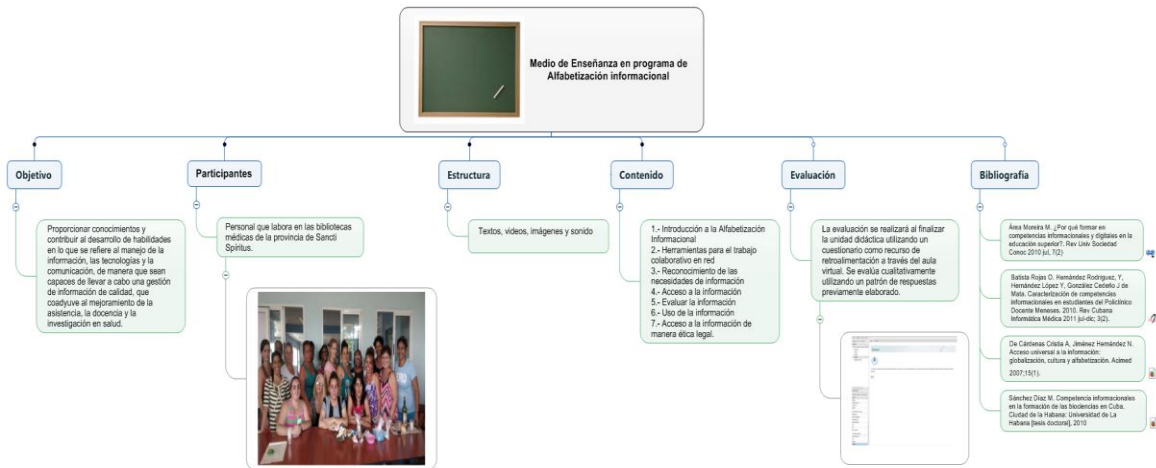 Medio de Enseñanza en programa de
Alfabetización informacional
Objetivo
Proporcionar conocimientos y
contribuir al desarrollo de habilidades
en lo que se refiere al manejo de la
información, las tecnologías y la
comunicación, de manera que sean
capaces de llevar a cabo una gestión
de información de calidad, que
coadyuve al mejoramiento de la
asistencia, la docencia y la
investigación en salud.
Participantes
Personal que labora en las bibliotecas
médicas de la provincia de Sancti
Spíritus.
Estructura
Textos, videos, imágenes y sonido
Contenido
1.- Introducción a la Alfabetización
Informacional
2.- Herramientas para el trabajo
colaborativo en red
3.- Reconocimiento de las
necesidades de información
4.- Acceso a la información
5.- Evaluar la información
6.- Uso de la información
7.- Acceso a la información de
manera ética legal.
Evaluación
La evaluación se realizará al finalizar
la unidad didáctica utilizando un
cuestionario como recurso de
retroalimentación a través del aula
virtual. Se evalúa cualitativamente
utilizando un patrón de respuestas
previamente elaborado.
Bibliografía
Área Moreira M. ¿Por qué formar en
competencias informacionales y digitales en la
educación superior?. Rev Univ Sociedad
Conoc 2010 jul, 7(2)
Batista Rojas O. Hernández Rodríguez, Y,
Hernández López Y, González Cedeño J de
Mata. Caracterización de competencias
informacionales en estudiantes del Policlínico
Docente Meneses. 2010. Rev Cubana
Informática Médica 2011 jul-dic; 3(2).
De Cárdenas Cristia A, Jiménez Hernández N.
Acceso universal a la información:
globalización, cultura y alfabetización. Acimed
2007;15(1).
Sánchez Díaz M. Competencia informacionales
en la formación de las biociencias en Cuba.
Ciudad de la Habana: Universidad de La
Habana [tesis doctoral], 2010